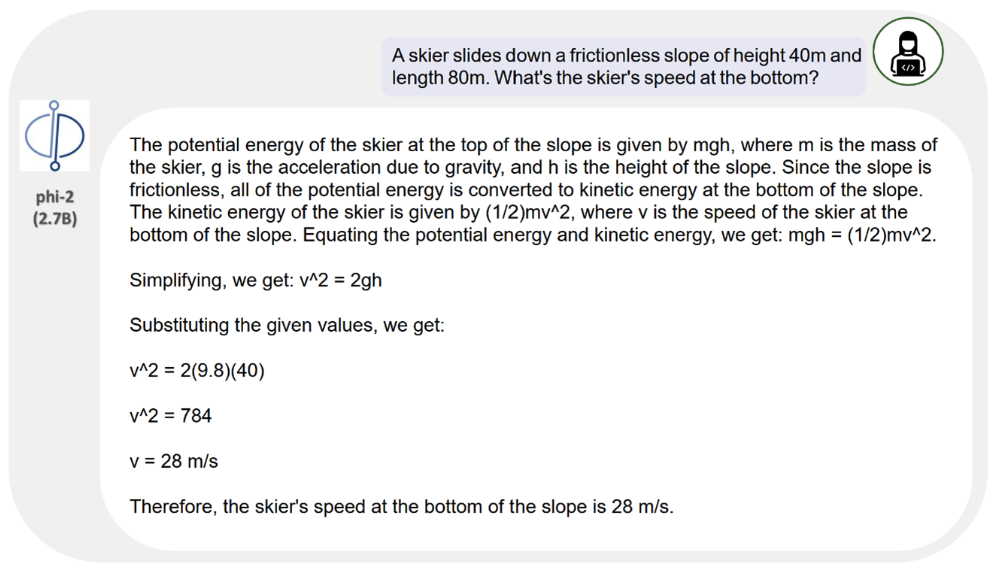 A skier slides down a frictionless slope of height 40m and
length 80m. What's the skier's speed at the bottom?
</>
phi-2
(2.7B)
The potential energy of the skier at the top of the slope is given by mgh, where m is the mass of
the skier, g is the acceleration due to gravity, and h is the height of the slope. Since the slope is
frictionless, all of the potential energy is converted to kinetic energy at the bottom of the slope.
The kinetic energy of the skier is given by (1/2)mv^2, where v is the speed of the skier at the
bottom of the slope. Equating the potential energy and kinetic energy, we get: mgh = (1/2)mv^2.
Simplifying, we get: v^2 = 2gh
Substituting the given values, we get:
v^2 = 2(9.8)(40)
v^2 = 784
v = 28 m/s
Therefore, the skier's speed at the bottom of the slope is 28 m/s.